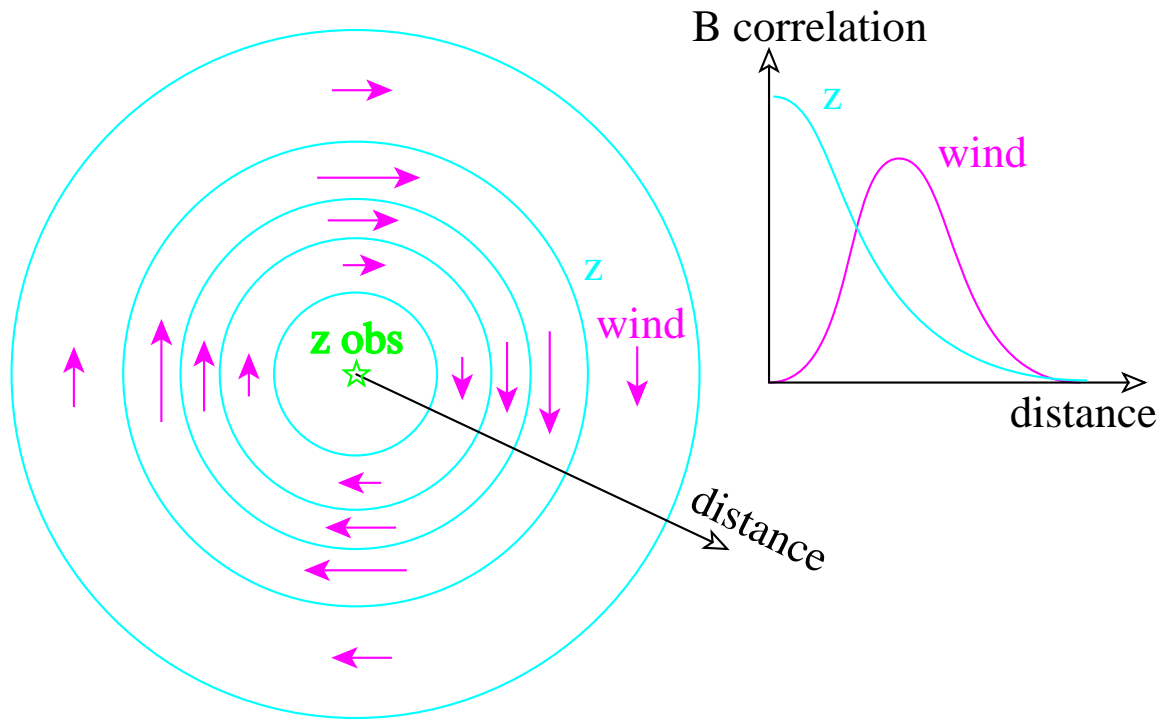 B correlation
z
wind
distance
z
wind
z obs
distance